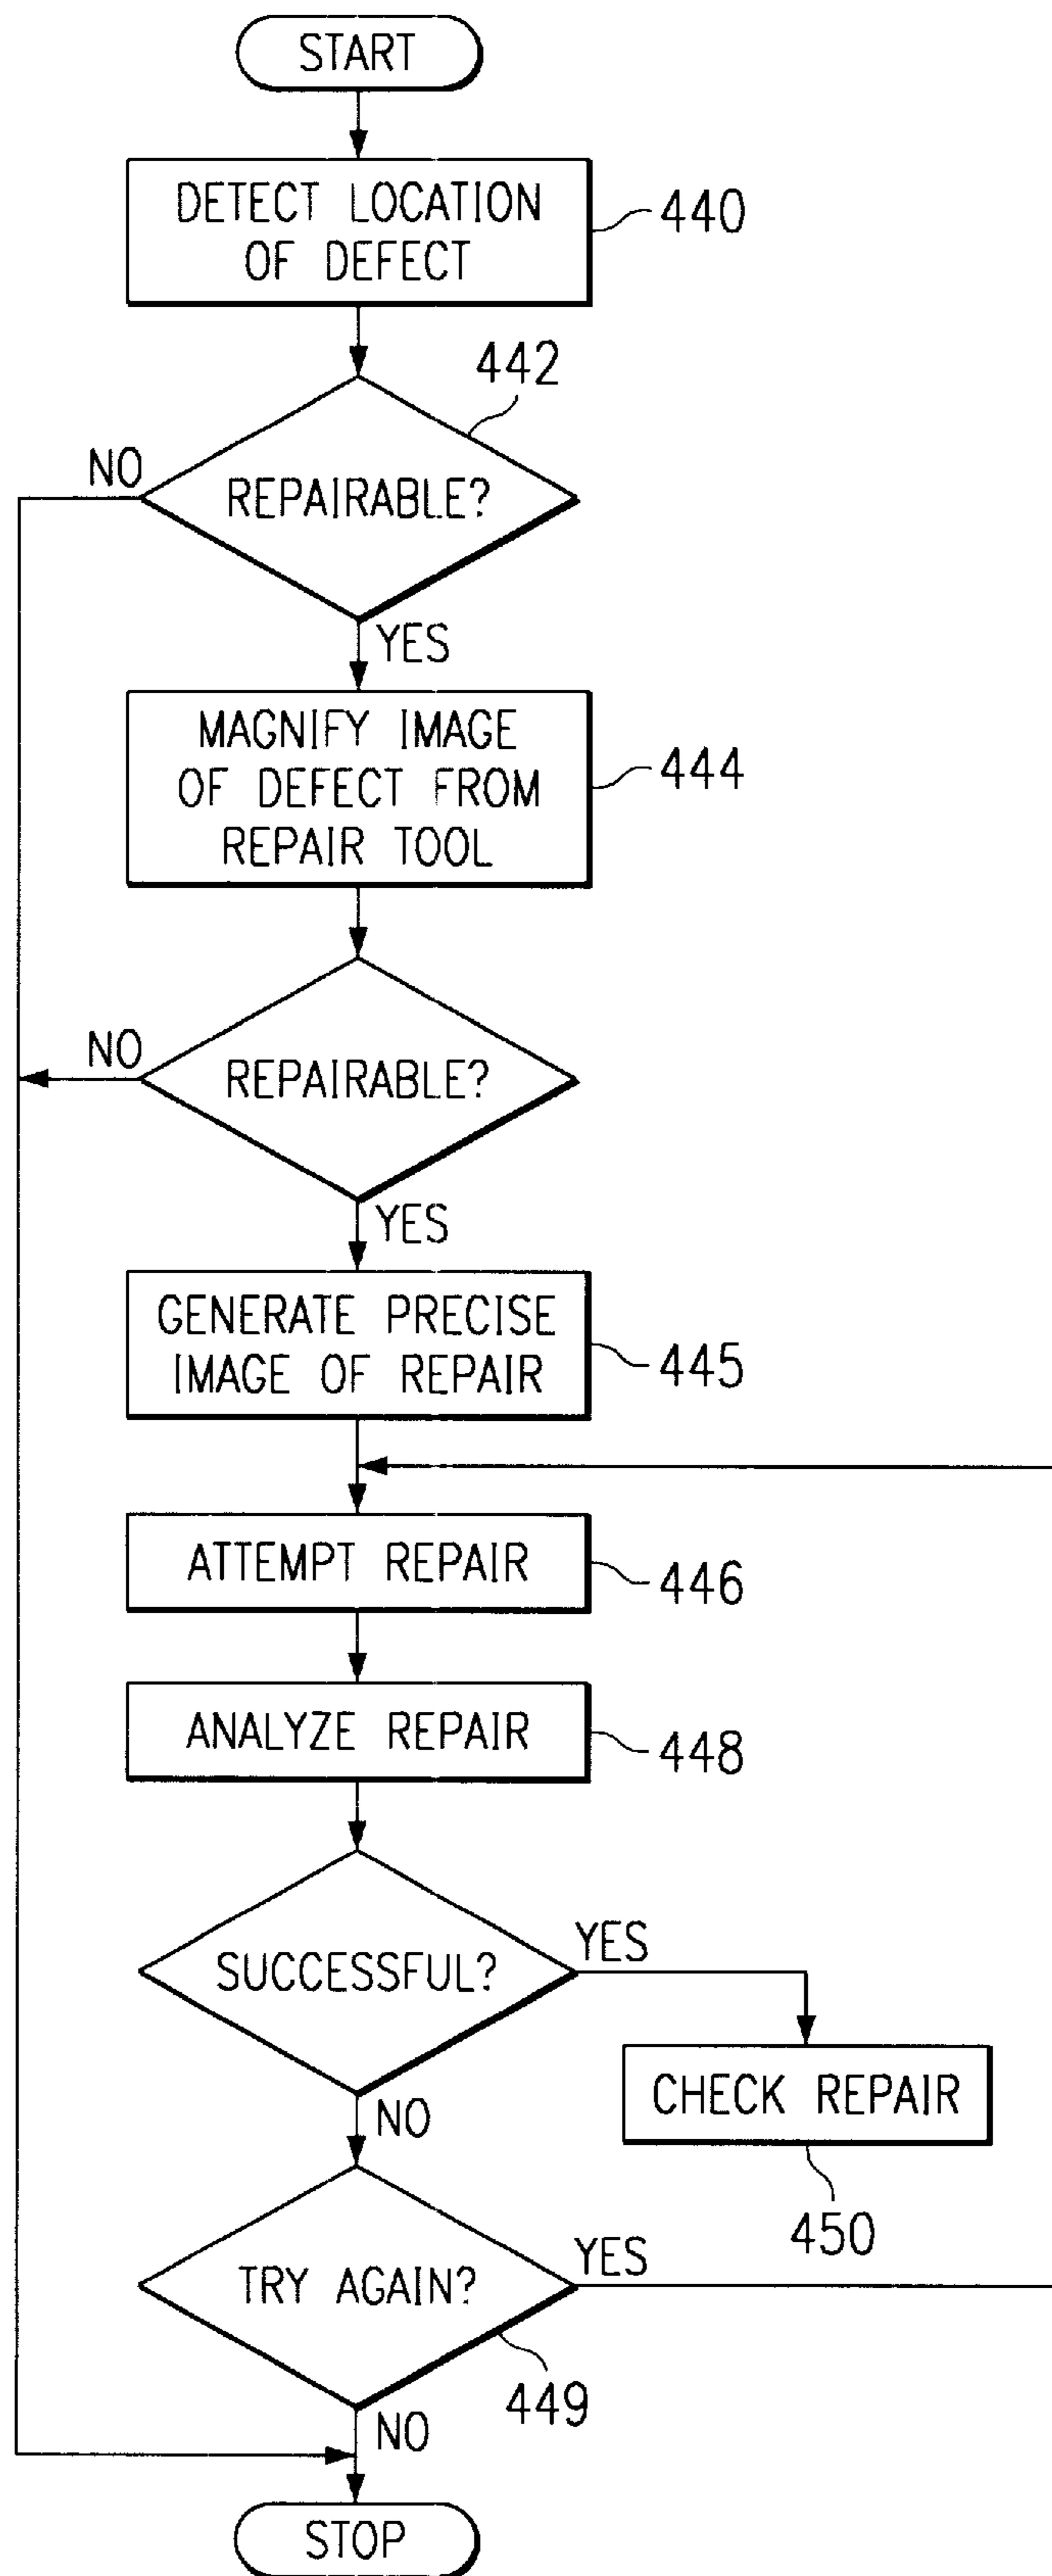 START
DETECT LOCATION
OF DEFECT
440
442
NO
REPAIRABLE?
YES
MAGNIFY IMAGE
OF DEFECT FROM
REPAIR TOOL
444
NO
REPAIRABLE?
YES
GENERATE PRECISE
IMAGE OF REPAIR
445
ATTEMPT REPAIR
446
ANALYZE REPAIR
448
SUCCESSFUL?
YES
CHECK REPAIR
450
NO
TRY AGAIN?
YES
449
NO
STOP